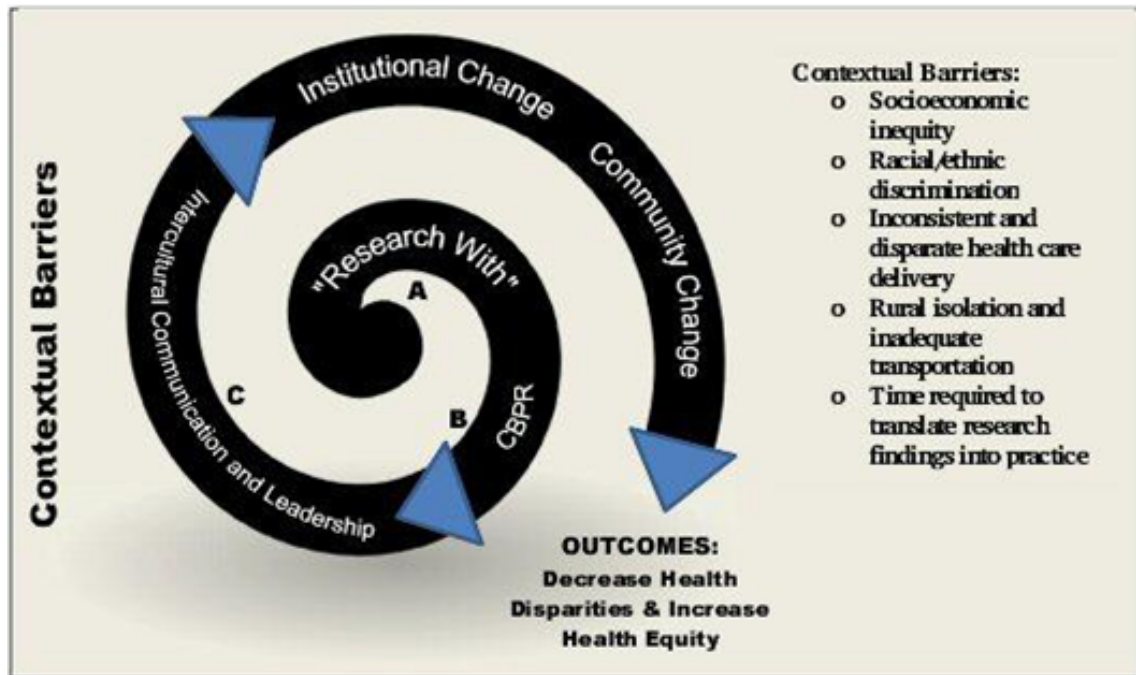 Contextual Barriers
Institutional Change
Community Change
Intercultural Communication and Leadership
"Research With"
A
B
C
CBPR
OUTCOMES:
Decrease Health
Disparities & Increase
Health Equity
Contextual Barriers:
o Socioeconomic
inequity
o Racial/ethnic
discrimination
o Inconsistent and
disparate health care
delivery
o Rural isolation and
inadequate
transportation
o Time required to
translate research
findings into practice